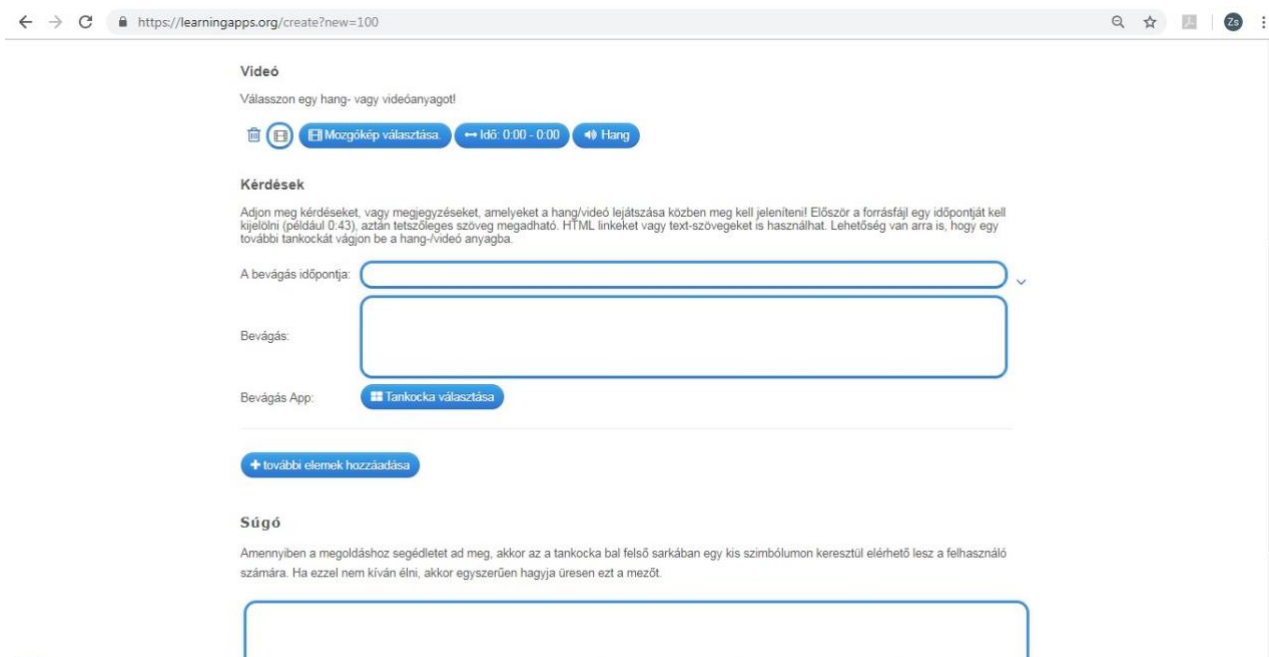 https://learningapps.org/create?new=100
Zs
Videó
Válasszon egy hang- vagy videóanyagot!
Mozgókép választása.
Idő: 0:00 - 0:00
Hang
Kérdések
Adjon meg kérdéseket, vagy megjegyzéseket, amelyeket a hang/videó lejátszása közben meg kell jeleníteni! Először a forrásfájl egy időpontját kell
kijelölni (például 0:43), aztán tetszőleges szöveg megadható. HTML linkeket vagy text-szövegeket is használhat. Lehetőség van arra is, hogy egy
további tankockát vágjon be a hang-/videó anyagba.
A bevágás időpontja:
Bevágás:
Bevágás App:
Tankocka választása
további elemek hozzáadása
Súgó
Amennyiben a megoldáshoz segédletet ad meg, akkor az a tankocka bal felső sarkában egy kis szimbólumon keresztül elérhető lesz a felhasználó
számára. Ha ezzel nem kíván élni, akkor egyszerűen hagyja üresen ezt a mezőt.